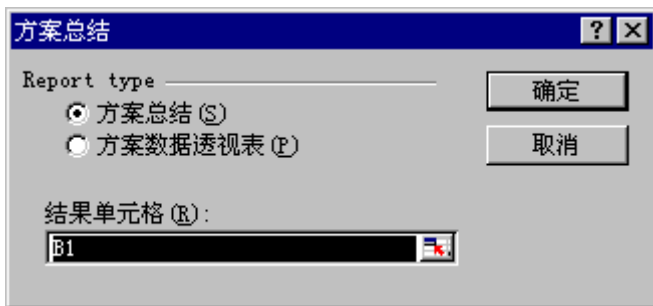 方案总结
Report type
方案总结(S)
方案数据透视表(P)
确定
取消
结果单元格(R):
B1